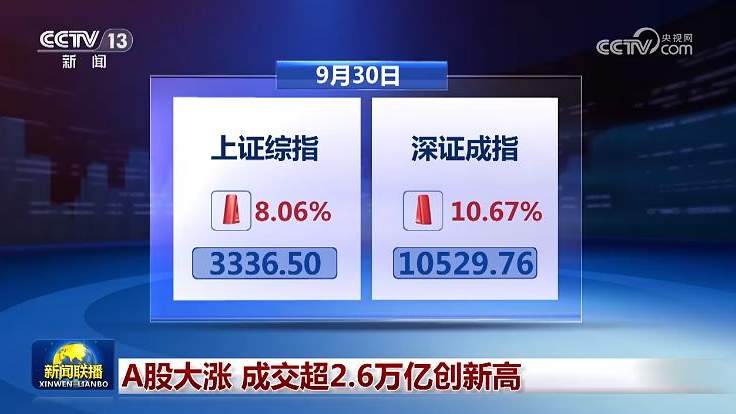 CCTV 13
新闻
CCTV 央视网
com
9月30日
上证综指
8.06%
3336.50
深证成指
10.67%
10529.76
新闻联播
XINWEN-LIANBO
A股大涨 成交超2.6万亿创新高